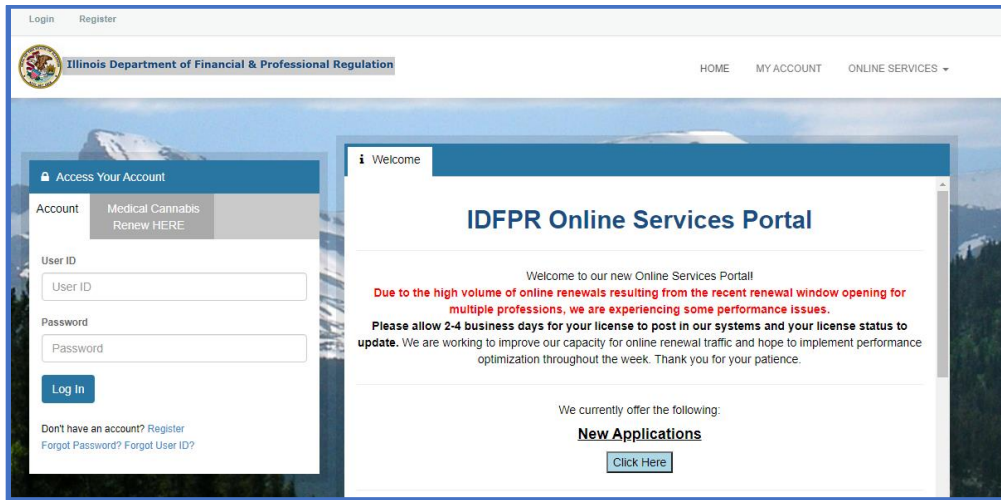 Login Register
Illinois Department of Financial & Professional Regulation
HOME MY ACCOUNT ONLINE SERVICES
Access Your Account
Account Medical Cannabis
Renew HERE
User ID
User ID
Password
Password
Log In
Don't have an account? Register
Forgot Password? Forgot User ID?
i Welcome
IDFPR Online Services Portal
Welcome to our new Online Services Portal!
Due to the high volume of online renewals resulting from the recent renewal window opening for
multiple professions, we are experiencing some performance issues.
Please allow 2-4 business days for your license to post in our systems and your license status to
update. We are working to improve our capacity for online renewal traffic and hope to implement performance
optimization throughout the week. Thank you for your patience.
We currently offer the following:
New Applications
Click Here